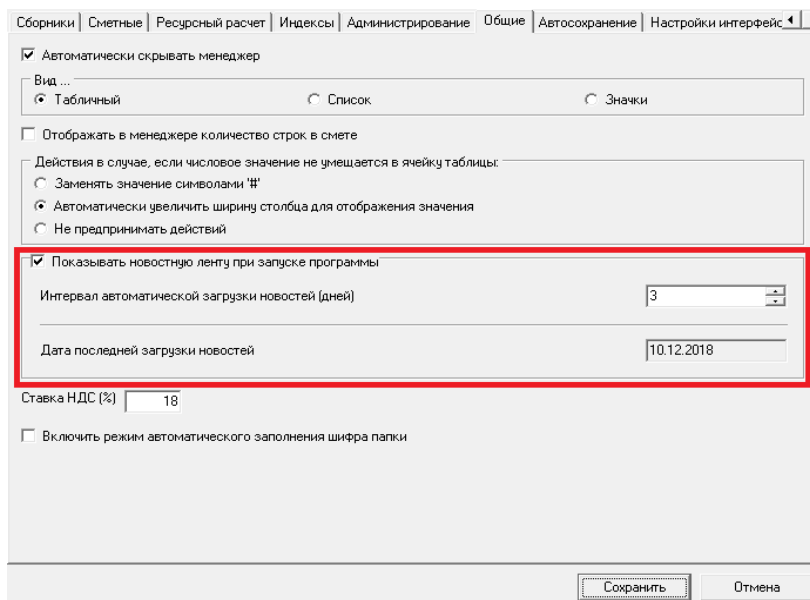 Сборники Сметные Ресурсный расчет Индексы Администрирование Общие Автосохранение Настройки интерфейс
Автоматически скрывать менеджер
Вид ...
Табличный Список Значки
Отображать в менеджере количество строк в смете
Действия в случае, если числовое значение не умещается в ячейку таблицы:
Заменять значение символами '#'
Автоматически увеличить ширину столбца для отображения значения
Не предпринимать действий
Показывать новостную ленту при запуске программы
Интервал автоматической загрузки новостей (дней) 3
Дата последней загрузки новостей 10.12.2018
Ставка НДС (%) 18
Включить режим автоматического заполнения шифра папки
Сохранить Отмена